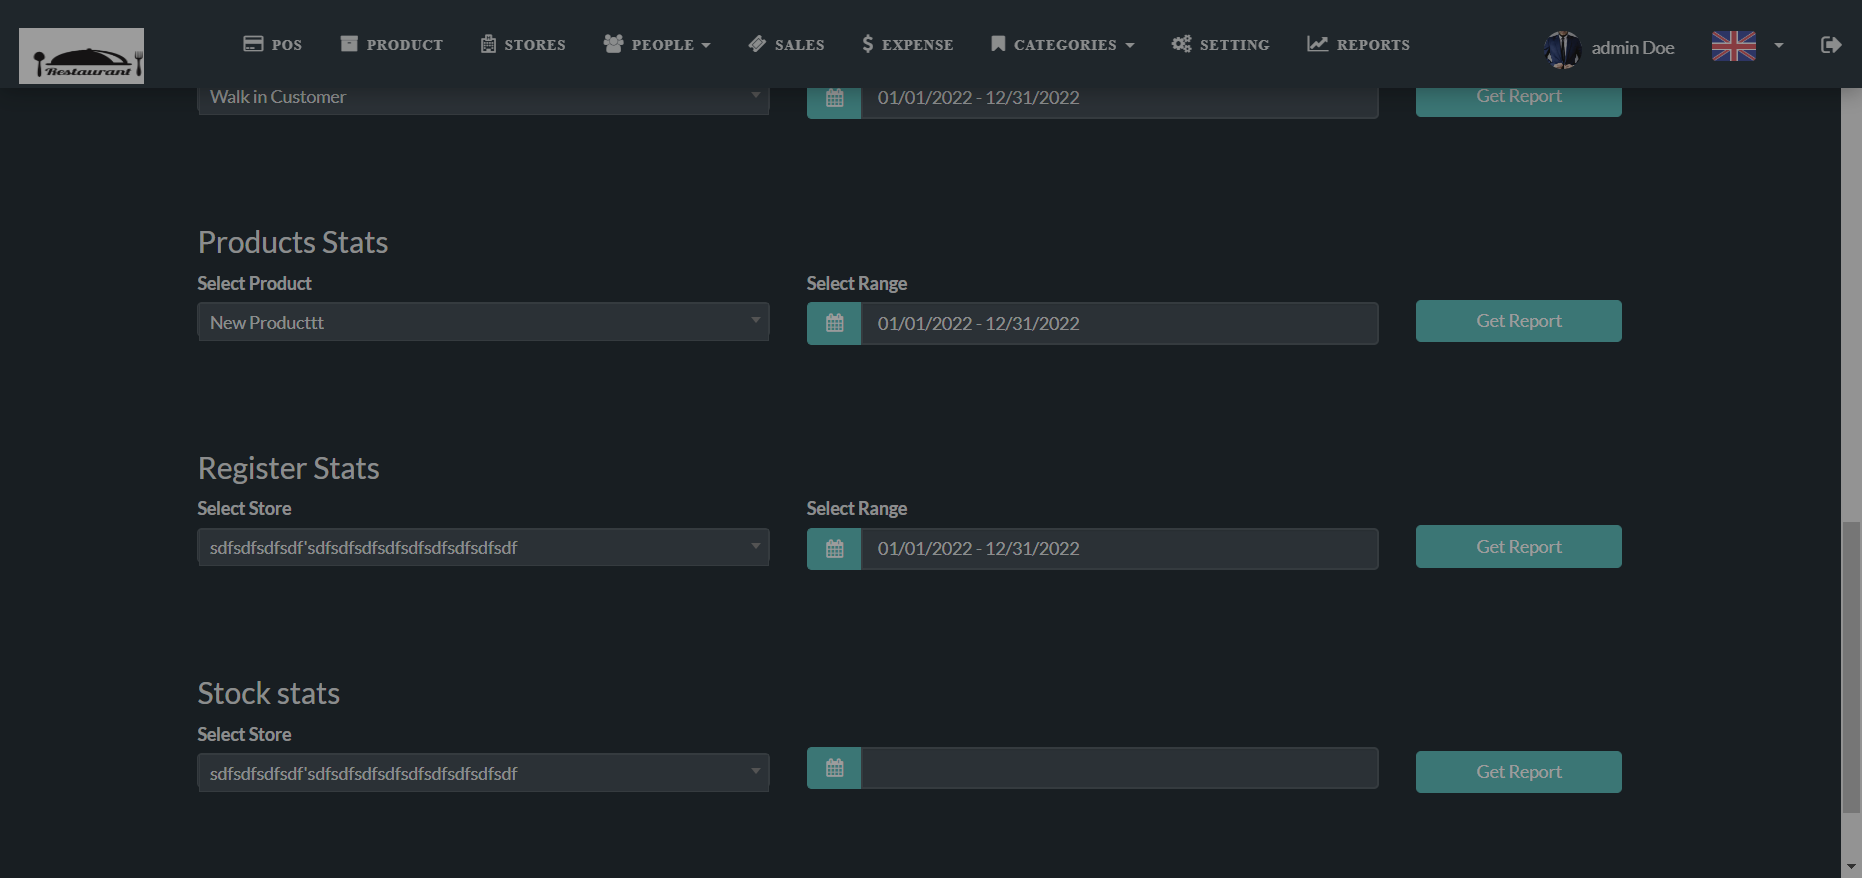 Restaurant
POS PRODUCT STORES PEOPLE SALES EXPENSE CATEGORIES SETTING REPORTS admin Doe
Walk in Customer 01/01/2022 - 12/31/2022 Get Report
Products Stats
Select Product Select Range
New Producttt 01/01/2022 - 12/31/2022 Get Report
Register Stats
Select Store Select Range
sdfsdfsdfsdf'sdfsdfsdfsdfsdfsdfsdfsdfsdf 01/01/2022 - 12/31/2022 Get Report
Stock stats
Select Store
sdfsdfsdfsdf'sdfsdfsdfsdfsdfsdfsdfsdfsdf Get Report